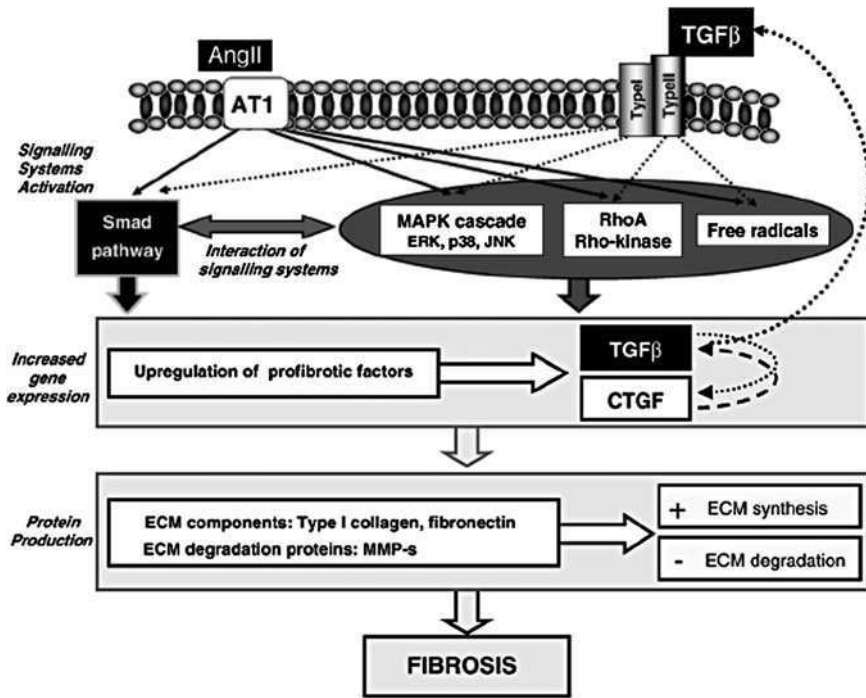 TGFβ
AngII
AT1
TypeI
TypeII
Signalling
Systems
Activation
Smad
pathway
Interaction of
signalling systems
MAPK cascade
ERK, p38, JNK
RhoA
Rho-kinase
Free radicals
Increased
gene
expression
Upregulation of profibrotic factors
TGFβ
CTGF
Protein
Production
ECM components: Type I collagen, fibronectin
ECM degradation proteins: MMP-s
+ ECM synthesis
- ECM degradation
FIBROSIS